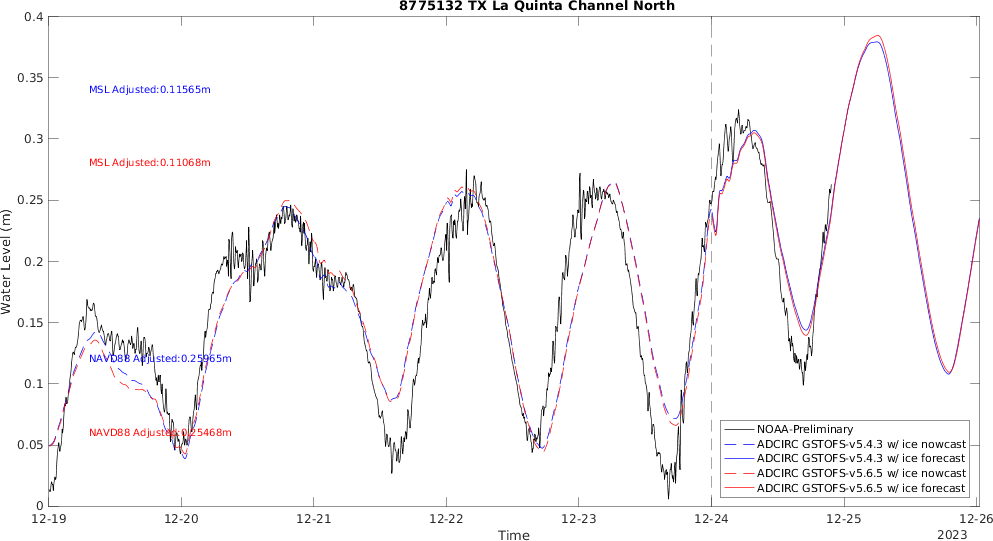 8775132 TX La Quinta Channel North
0.4
0.35
0.3
0.25
0.2
0.15
0.1
0.05
0
Water Level (m)
MSL Adjusted:0.11565m
MSL Adjusted:0.11068m
NAVD88 Adjusted:0.25965m
NAVD88 Adjusted:0.25468m
NOAA-Preliminary
ADCIRC GSTOFS-v5.4.3 w/ ice nowcast
ADCIRC GSTOFS-v5.4.3 w/ ice forecast
ADCIRC GSTOFS-v5.6.5 w/ ice nowcast
ADCIRC GSTOFS-v5.6.5 w/ ice forecast
12-19 12-20 12-21 12-22 12-23 12-24 12-25 12-26
Time
2023